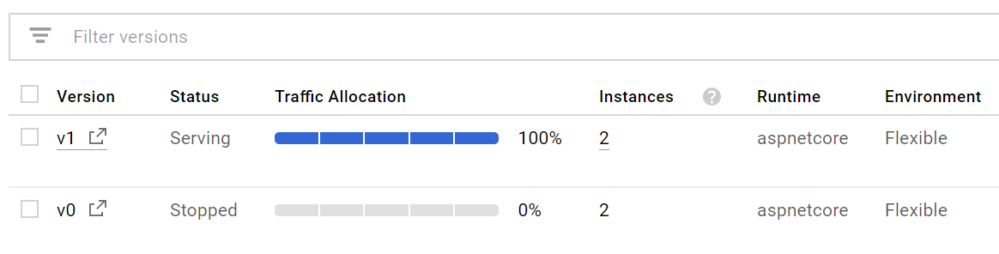 Filter versions
Version Status Traffic Allocation Instances ? Runtime Environment
v1 Serving 100% 2 aspnetcore Flexible
v0 Stopped 0% 2 aspnetcore Flexible